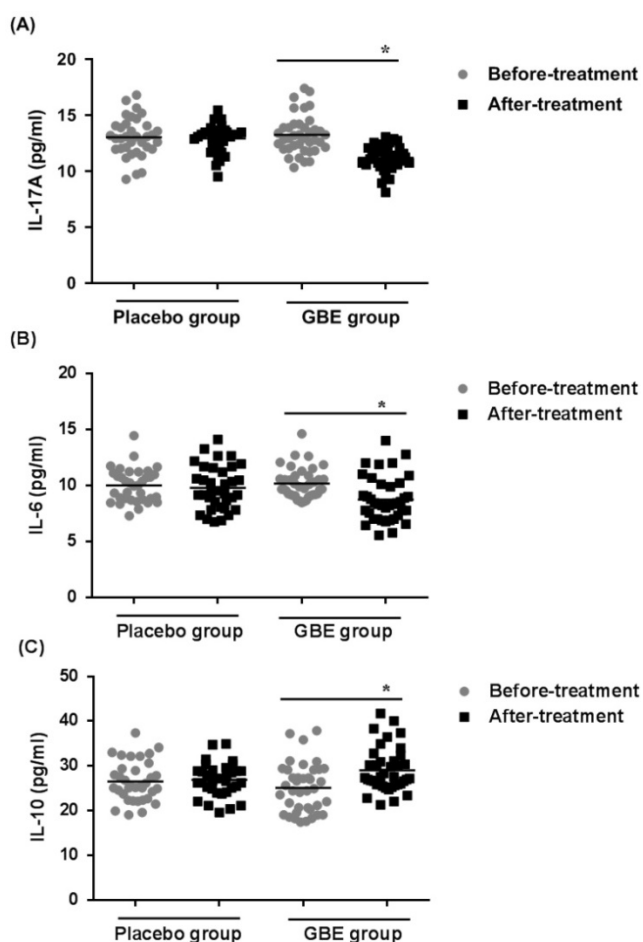 (A)
20
15
10
5
0
IL-17A (pg/ml)
*
Before-treatment
After-treatment
Placebo group
GBE group
(B)
20
15
10
5
0
IL-6 (pg/ml)
*
Before-treatment
After-treatment
Placebo group
GBE group
(C)
50
40
30
20
10
0
IL-10 (pg/ml)
*
Before-treatment
After-treatment
Placebo group
GBE group